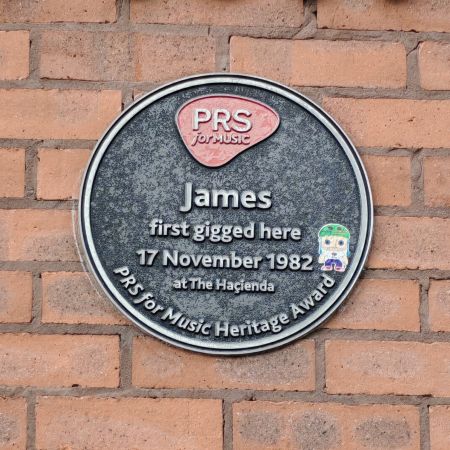 PRS
for MUSIC
James
first gigged here
17 November 1982
at The Haçienda
PRS for Music Heritage Award